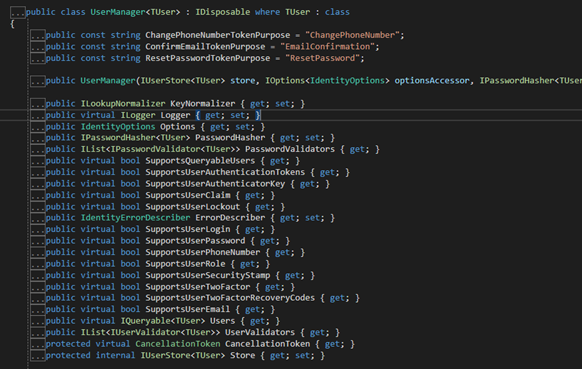 ...public class UserManager<TUser> : IDisposable where TUser : class
{
...public const string ChangePhoneNumberTokenPurpose = "ChangePhoneNumber";
...public const string ConfirmEmailTokenPurpose = "EmailConfirmation";
...public const string ResetPasswordTokenPurpose = "ResetPassword";
...public UserManager(IUserStore<TUser> store, IOptions<IdentityOptions> optionsAccessor, IPasswordHasher<TUser
...public ILookupNormalizer KeyNormalizer { get; set; }
...public virtual ILogger Logger { get; set; }
...public IdentityOptions Options { get; set; }
...public IPasswordHasher<TUser> PasswordHasher { get; set; }
...public IList<IPasswordValidator<TUser>> PasswordValidators { get; }
...public virtual bool SupportsQueryableUsers { get; }
...public virtual bool SupportsUserAuthenticationTokens { get; }
...public virtual bool SupportsUserAuthenticatorKey { get; }
...public virtual bool SupportsUserClaim { get; }
...public virtual bool SupportsUserLockout { get; }
...public IdentityErrorDescriber ErrorDescriber { get; set; }
...public virtual bool SupportsUserLogin { get; }
...public virtual bool SupportsUserPassword { get; }
...public virtual bool SupportsUserPhoneNumber { get; }
...public virtual bool SupportsUserRole { get; }
...public virtual bool SupportsUserSecurityStamp { get; }
...public virtual bool SupportsUserTwoFactor { get; }
...public virtual bool SupportsUserTwoFactorRecoveryCodes { get; }
...public virtual bool SupportsUserEmail { get; }
...public virtual IQueryable<TUser> Users { get; }
...public IList<IUserValidator<TUser>> UserValidators { get; }
...protected virtual CancellationToken CancellationToken { get; }
...protected internal IUserStore<TUser> Store { get; set; }